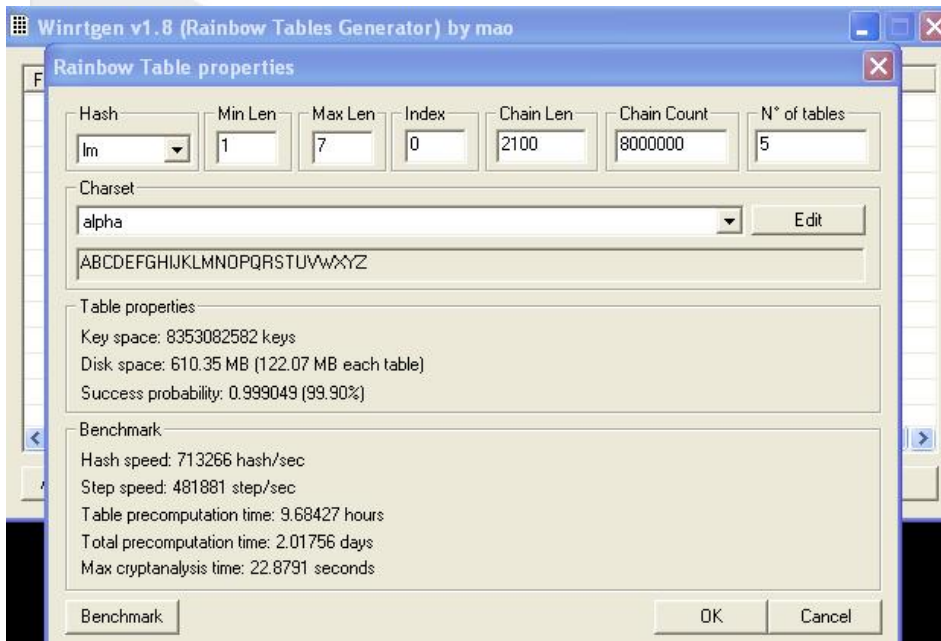 Winrtgen v1.8 (Rainbow Tables Generator) by mao
F
Rainbow Table properties
Hash Min Len Max Len Index Chain Len Chain Count N° of tables
lm 1 7 0 2100 8000000 5
Charset
alpha Edit
ABCDEFGHIJKLMNOPQRSTUVWXYZ
Table properties
Key space: 8353082582 keys
Disk space: 610.35 MB (122.07 MB each table)
Success probability: 0.999049 (99.90%)
Benchmark
Hash speed: 713266 hash/sec
Step speed: 481881 step/sec
Table precomputation time: 9.68427 hours
Total precomputation time: 2.01756 days
Max cryptanalysis time: 22.8791 seconds
Benchmark OK Cancel